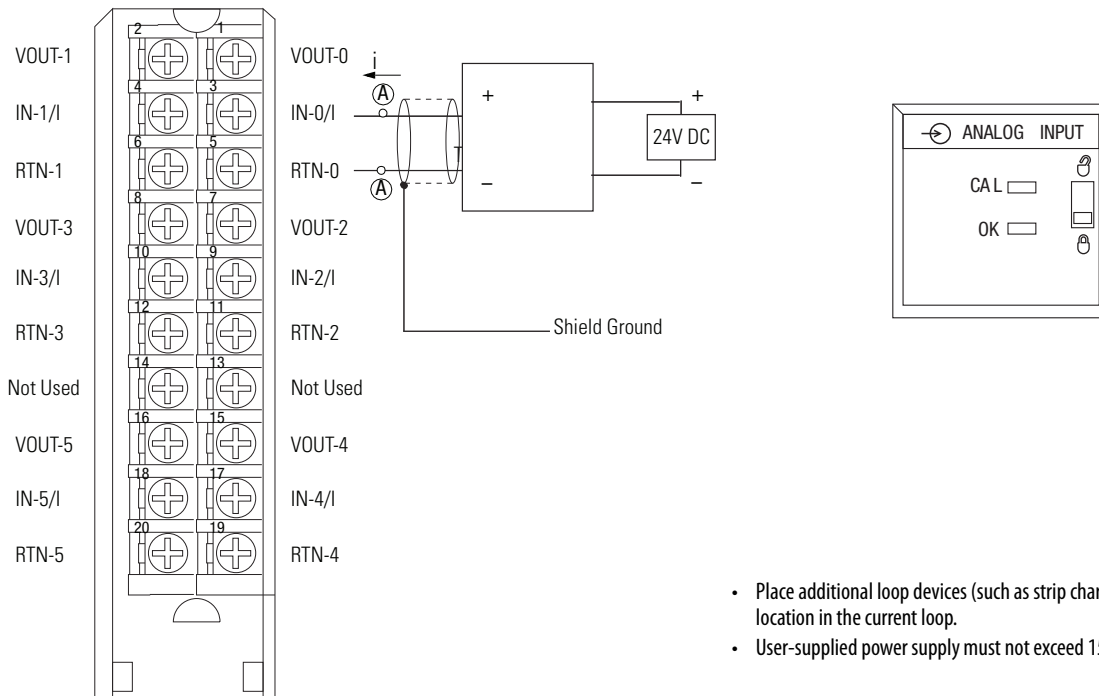 2 1
VOUT-1 VOUT-0 i
4 3 A
IN-1/I IN-0/I + +
24V DC
6 5
RTN-1 RTN-0 T
A – –
8 7
VOUT-3 VOUT-2
10 9
IN-3/I IN-2/I
12 11
RTN-3 RTN-2 Shield Ground
14 13
Not Used Not Used
16 15
VOUT-5 VOUT-4
18 17
IN-5/I IN-4/I
20 19
RTN-5 RTN-4
ANALOG INPUT
CAL
OK
• Place additional loop devices (such as strip
location in the current loop.
• User-supplied power supply must not exceed